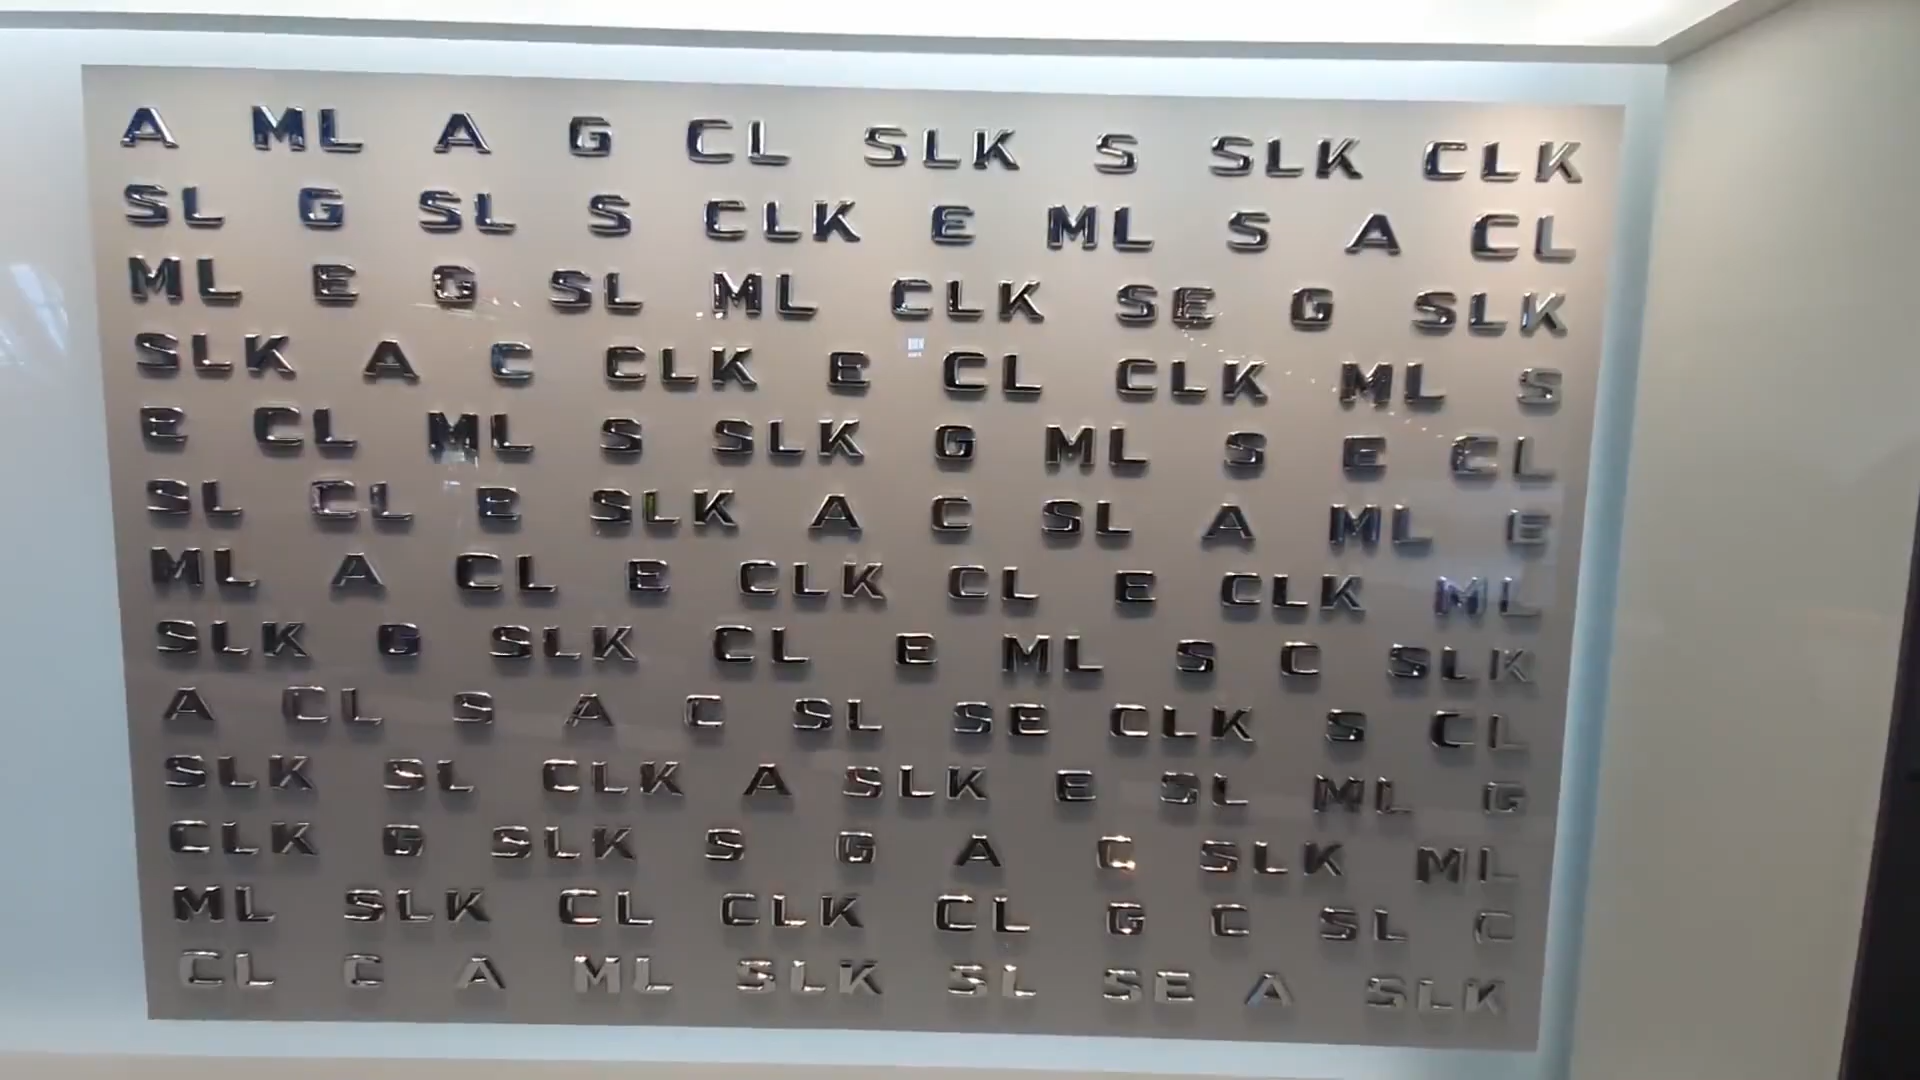 A ML A G CL SLK S SLK CLK
SL G SL S CLK E ML S A CL
ML E G SL ML CLK SE G SLK
SLK A C CLK E CL CLK ML S
E CL ML S SLK G ML S E CL
SL CL E SLK A C SL A ML E
ML A CL E CLK CL E CLK ML
SLK G SLK CL E ML S C SLK
A CL S A C SL SE CLK S CL
SLK SL CLK A SLK E SL ML G
CLK G SLK S G A C SLK ML
ML SLK CL CLK CL G C SL C
CL C A ML SLK SL SE A SLK